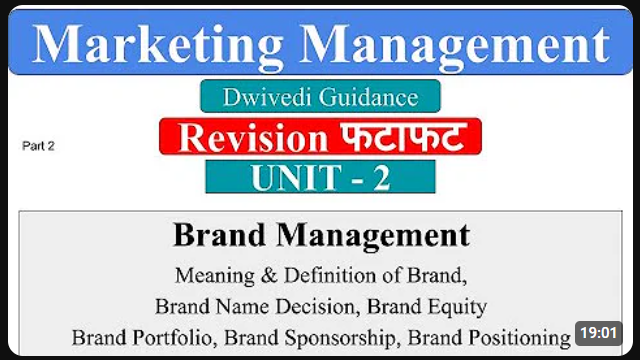 Marketing Management
Dwivedi Guidance
Revision फटाफट
Part 2
UNIT - 2
Brand Management
Meaning & Definition of Brand,
Brand Name Decision, Brand Equity
Brand Portfolio, Brand Sponsorship, Brand Positioning
19:01